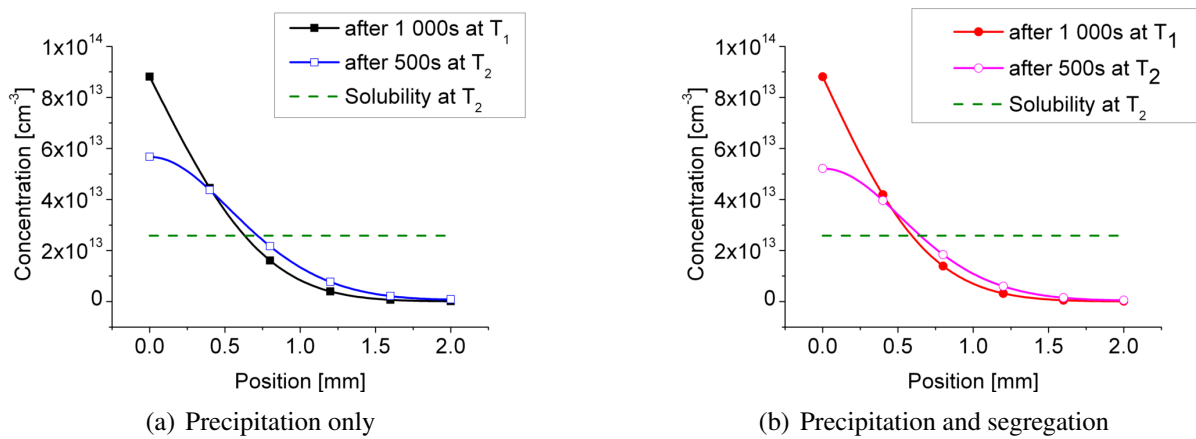 after 1 000s at T1
after 500s at T2
Solubility at T2
1x10^14
8x10^13
6x10^13
4x10^13
2x10^13
0
Concentration [cm^-3]
0.0 0.5 1.0 1.5 2.0
Position [mm]
(a) Precipitation only
after 1 000s at T1
after 500s at T2
Solubility at T2
1x10^14
8x10^13
6x10^13
4x10^13
2x10^13
0
Concentration [cm^-3]
0.0 0.5 1.0 1.5 2.0
Position [mm]
(b) Precipitation and segregation